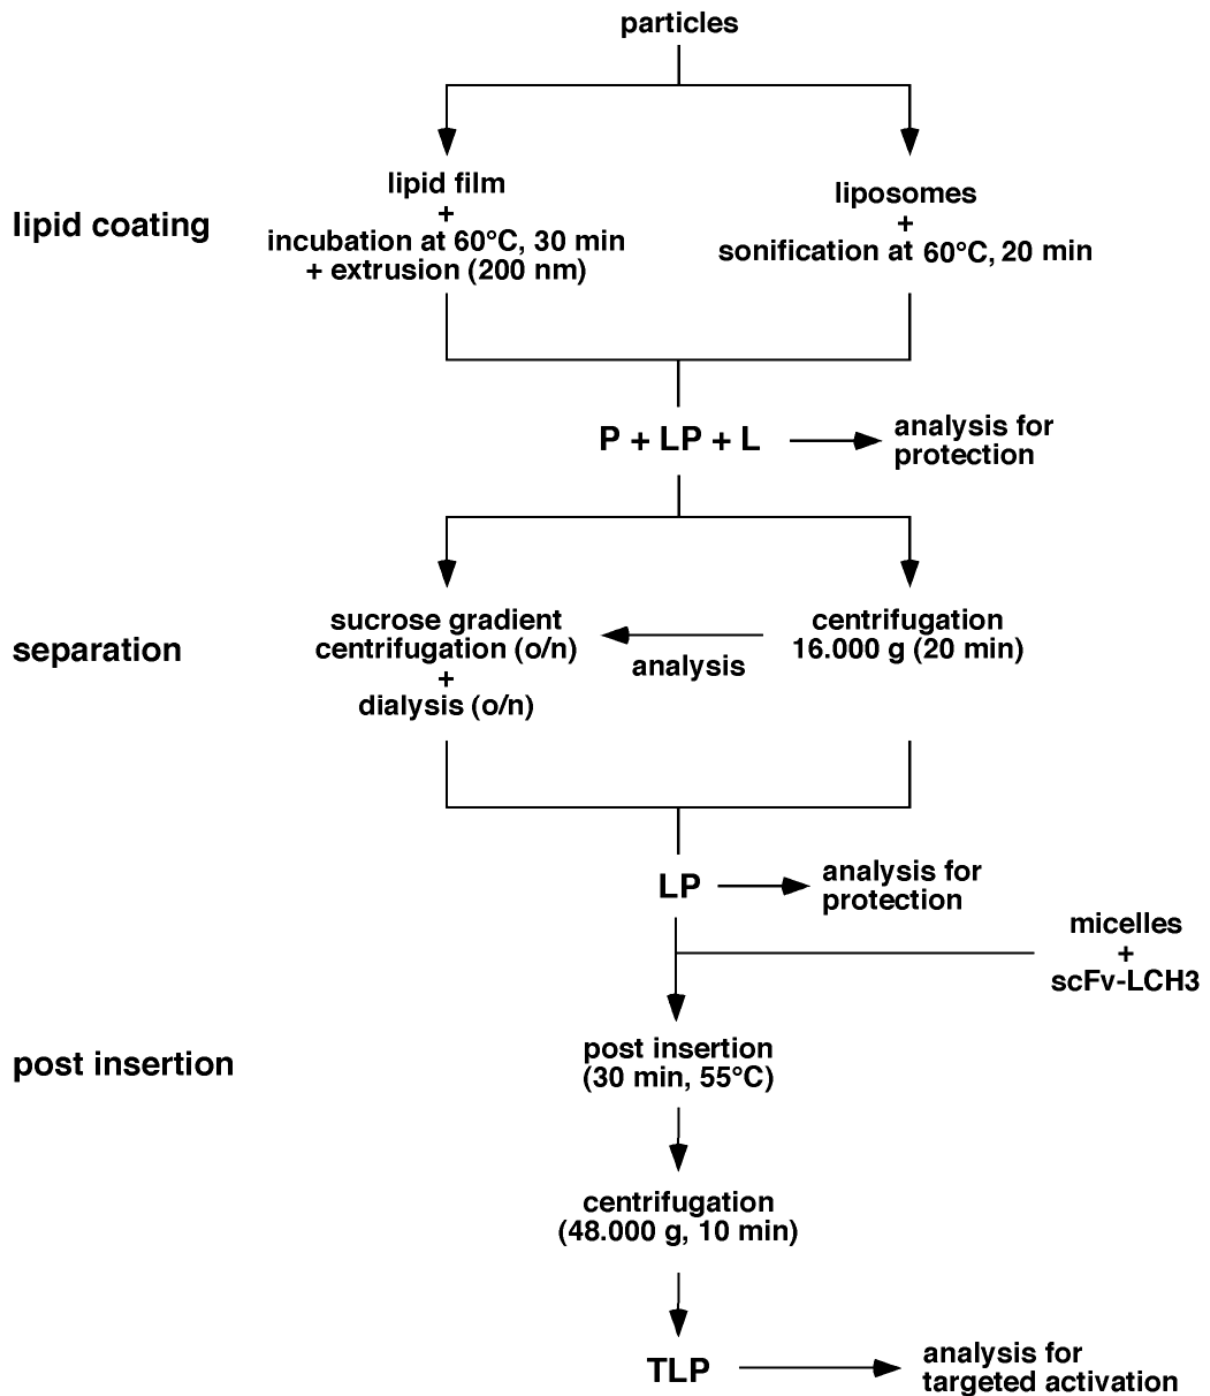 particles
lipid coating
lipid film
+
incubation at 60°C, 30 min
+ extrusion (200 nm)
liposomes
+
sonification at 60°C, 20 min
P + LP + L
analysis for
protection
separation
sucrose gradient
centrifugation (o/n)
+
dialysis (o/n)
analysis
centrifugation
16.000 g (20 min)
LP
analysis for
protection
micelles
+
scFv-LCH3
post insertion
post insertion
(30 min, 55°C)
centrifugation
(48.000 g, 10 min)
TLP
analysis for
targeted activation